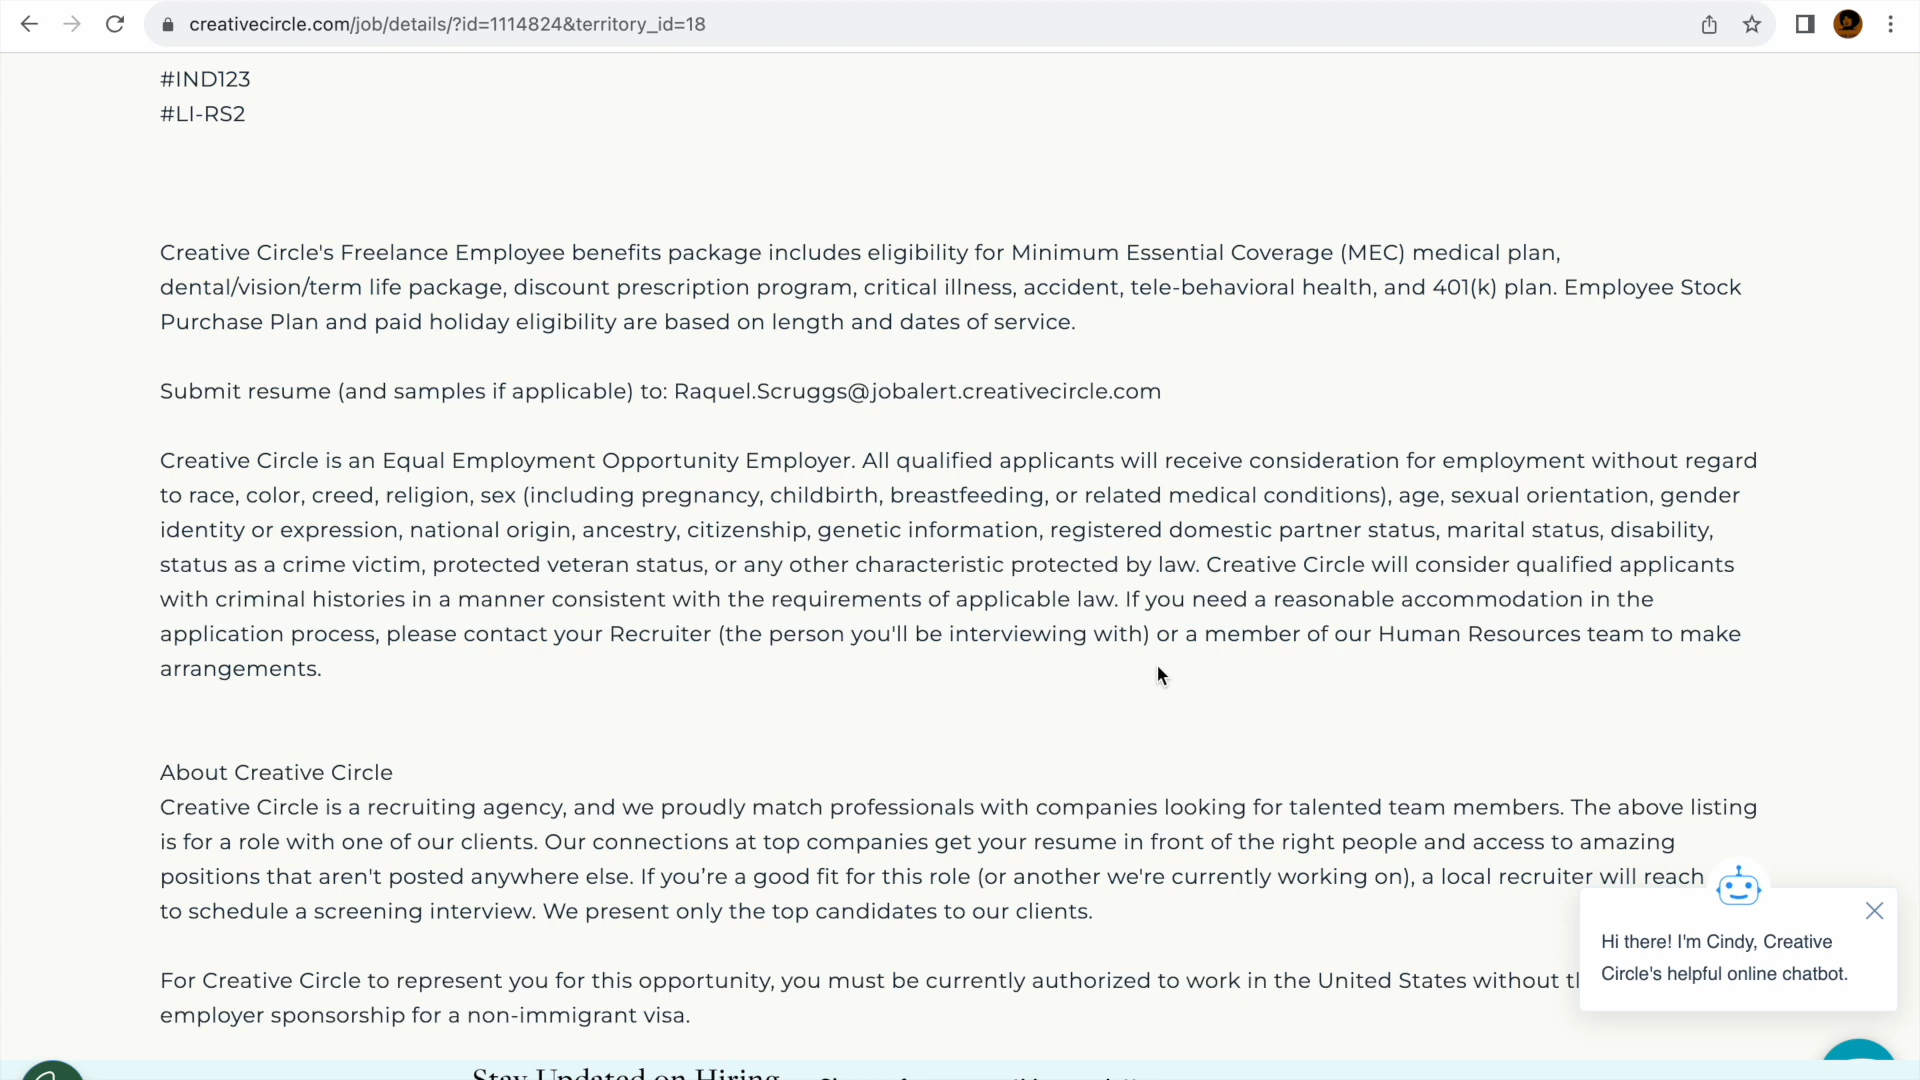 creativecircle.com/job/details/?id=1114824&territory_id=18
#IND123
#LI-RS2
Creative Circle's Freelance Employee benefits package includes eligibility for Minimum Essential Coverage (MEC) medical plan,
dental/vision/term life package, discount prescription program, critical illness, accident, tele-behavioral health, and 401(k) plan. Employee Stock
Purchase Plan and paid holiday eligibility are based on length and dates of service.
Submit resume (and samples if applicable) to: Raquel.Scruggs@jobalert.creativecircle.com
Creative Circle is an Equal Employment Opportunity Employer. All qualified applicants will receive consideration for employment without regard
to race, color, creed, religion, sex (including pregnancy, childbirth, breastfeeding, or related medical conditions), age, sexual orientation, gender
identity or expression, national origin, ancestry, citizenship, genetic information, registered domestic partner status, marital status, disability,
status as a crime victim, protected veteran status, or any other characteristic protected by law. Creative Circle will consider qualified applicants
with criminal histories in a manner consistent with the requirements of applicable law. If you need a reasonable accommodation in the
application process, please contact your Recruiter (the person you'll be interviewing with) or a member of our Human Resources team to make
arrangements.
About Creative Circle
Creative Circle is a recruiting agency, and we proudly match professionals with companies looking for talented team members. The above listing
is for a role with one of our clients. Our connections at top companies get your resume in front of the right people and access to amazing
positions that aren't posted anywhere else. If you’re a good fit for this role (or another we're currently working on), a local recruiter will reach
to schedule a screening interview. We present only the top candidates to our clients.
For Creative Circle to represent you for this opportunity, you must be currently authorized to work in the United States without
employer sponsorship for a non-immigrant visa.
Hi there! I'm Cindy, Creative
Circle's helpful online chatbot.
Stay Updated on Hiring